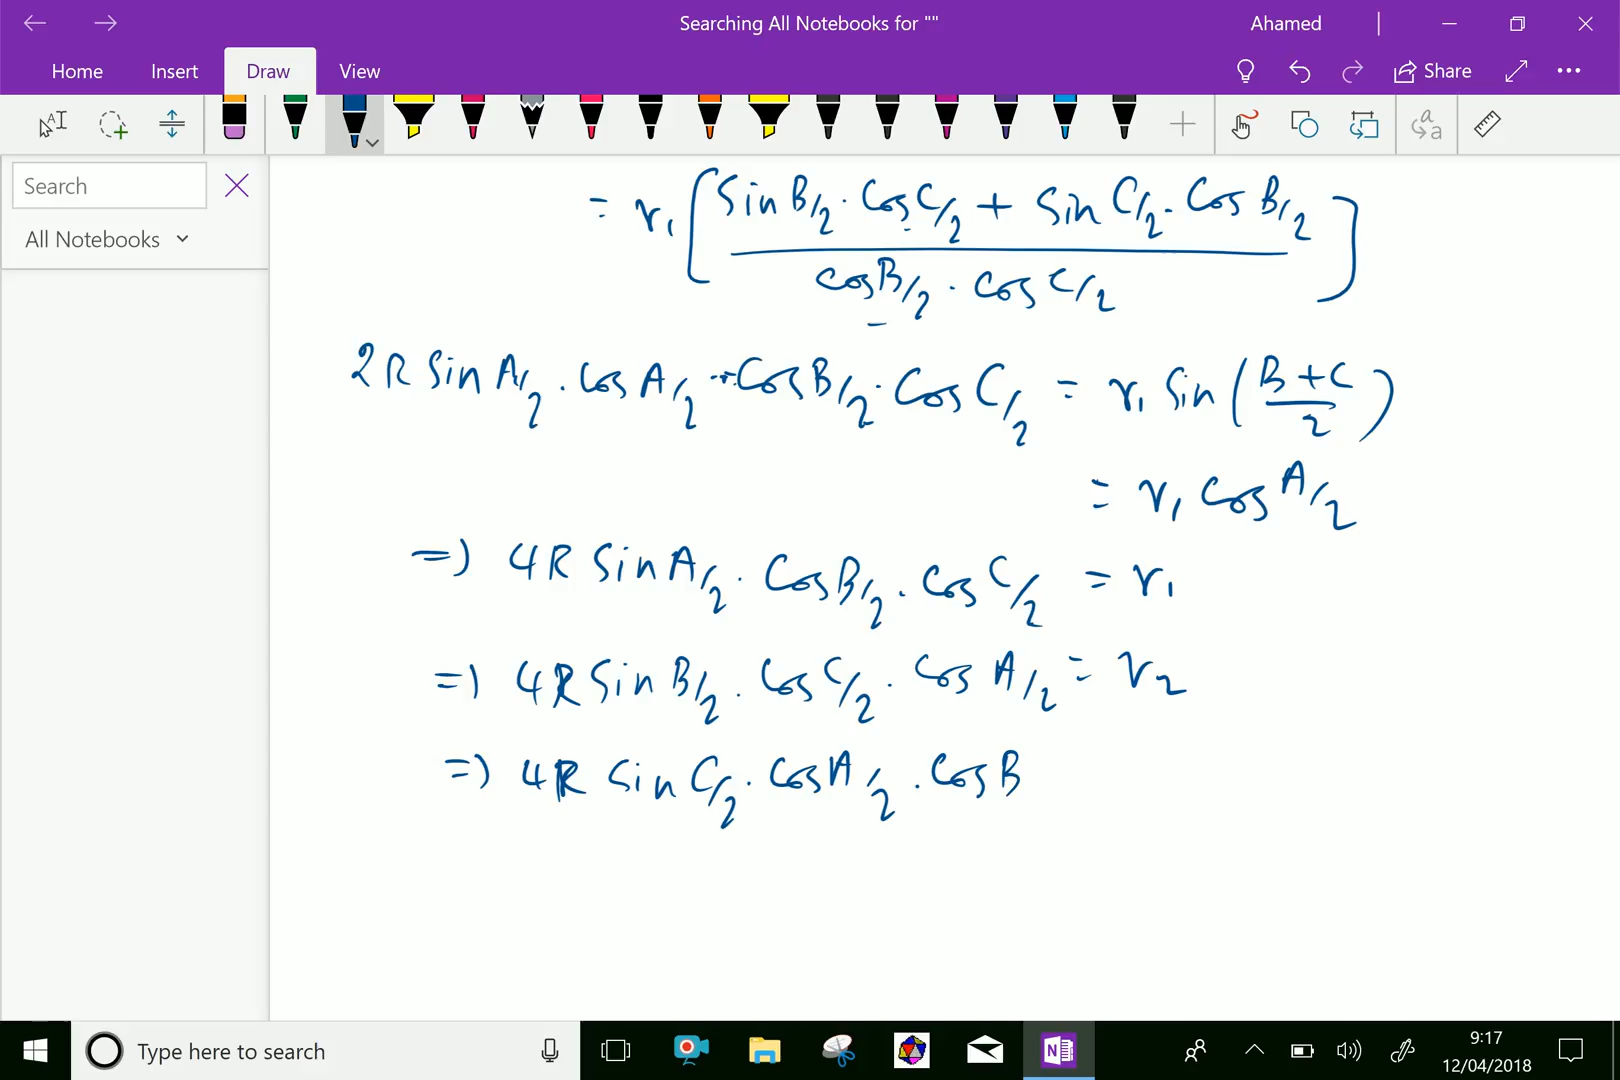 Searching All Notebooks for ""
Ahamed
Home Insert Draw View
Share
Search
All Notebooks
= r₁ [ (Sin B/2 . Cos C/2 + Sin C/2 . Cos B/2) / (Cos B/2 . Cos C/2) ]
2R Sin A/2 . Cos A/2 . Cos B/2 . Cos C/2 = r₁ Sin ( (B+C)/2 )
= r₁ Cos A/2
=) 4R Sin A/2 . Cos B/2 . Cos C/2 = r₁
=) 4R Sin B/2 . Cos C/2 . Cos A/2 = r₂
=) 4R Sin C/2 . Cos A/2 . Cos B
Type here to search
9:17
12/04/2018